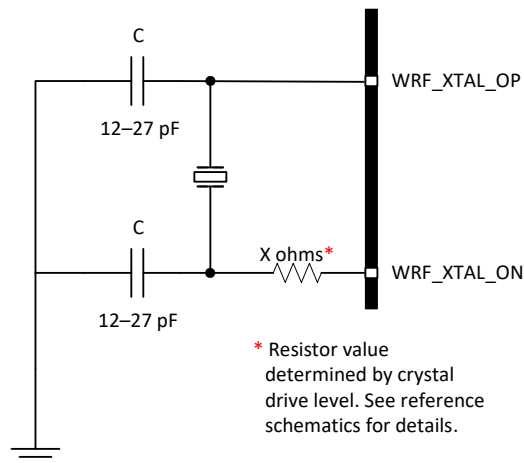 C
WRF_XTAL_OP
12–27 pF
C
X ohms*
WRF_XTAL_ON
12–27 pF
* Resistor value
determined by crystal
drive level. See reference
schematics for details.